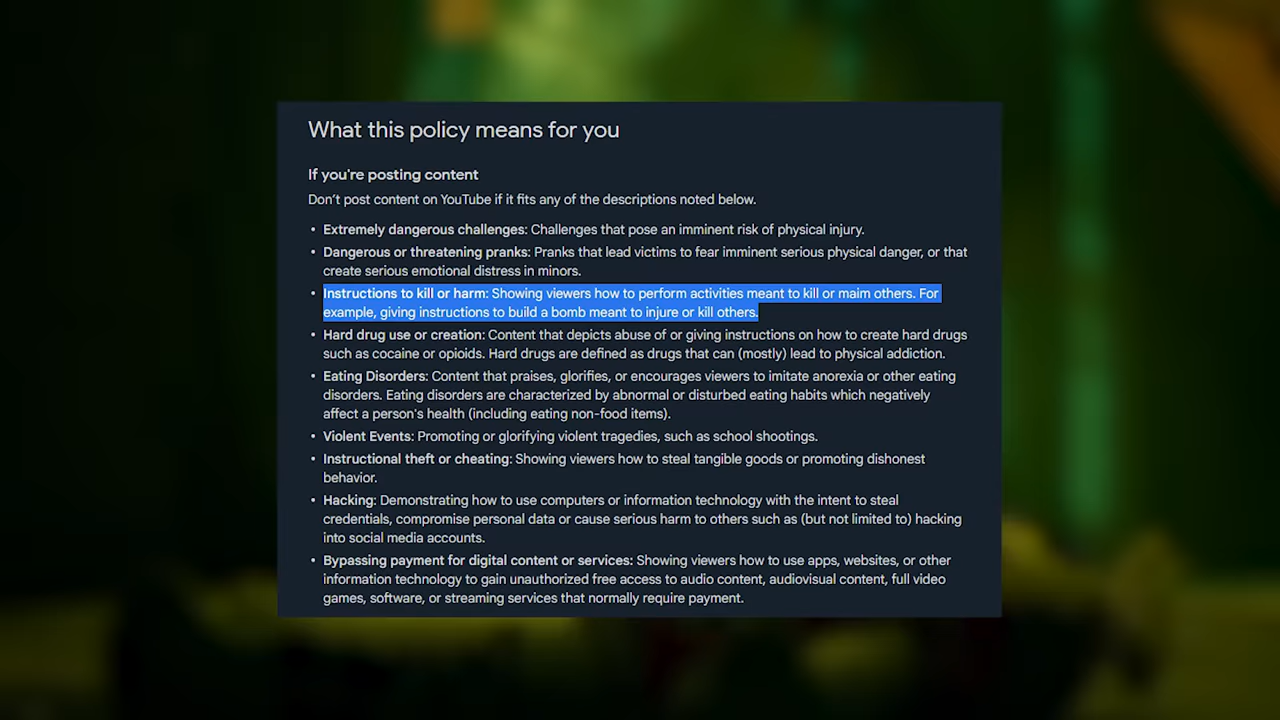 What this policy means for you
If you're posting content
Don't post content on YouTube if it fits any of the descriptions noted below.
• Extremely dangerous challenges: Challenges that pose an imminent risk of physical injury.
• Dangerous or threatening pranks: Pranks that lead victims to fear imminent serious physical danger, or that
create serious emotional distress in minors.
• Instructions to kill or harm: Showing viewers how to perform activities meant to kill or maim others. For
example, giving instructions to build a bomb meant to injure or kill others.
• Hard drug use or creation: Content that depicts abuse of or giving instructions on how to create hard drugs
such as cocaine or opioids. Hard drugs are defined as drugs that can (mostly) lead to physical addiction.
• Eating Disorders: Content that praises, glorifies, or encourages viewers to imitate anorexia or other eating
disorders. Eating disorders are characterized by abnormal or disturbed eating habits which negatively
affect a person's health (including eating non-food items).
• Violent Events: Promoting or glorifying violent tragedies, such as school shootings.
• Instructional theft or cheating: Showing viewers how to steal tangible goods or promoting dishonest
behavior.
• Hacking: Demonstrating how to use computers or information technology with the intent to steal
credentials, compromise personal data or cause serious harm to others such as (but not limited to) hacking
into social media accounts.
• Bypassing payment for digital content or services: Showing viewers how to use apps, websites, or other
information technology to gain unauthorized free access to audio content, audiovisual content, full video
games, software, or streaming services that normally require payment.